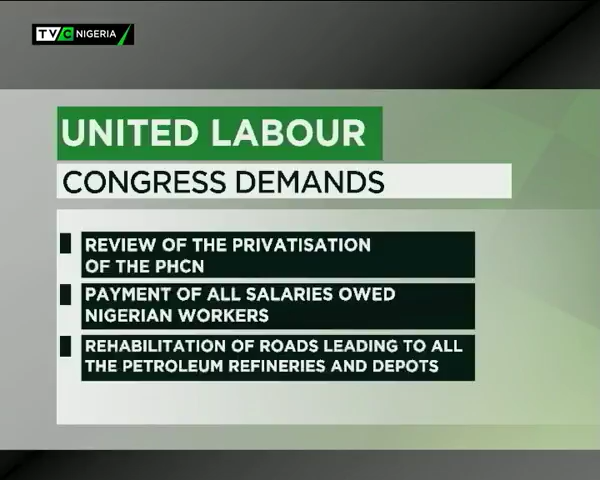 TVC NIGERIA
UNITED LABOUR
CONGRESS DEMANDS
REVIEW OF THE PRIVATISATION
OF THE PHCN
PAYMENT OF ALL SALARIES OWED
NIGERIAN WORKERS
REHABILITATION OF ROADS LEADING TO ALL
THE PETROLEUM REFINERIES AND DEPOTS